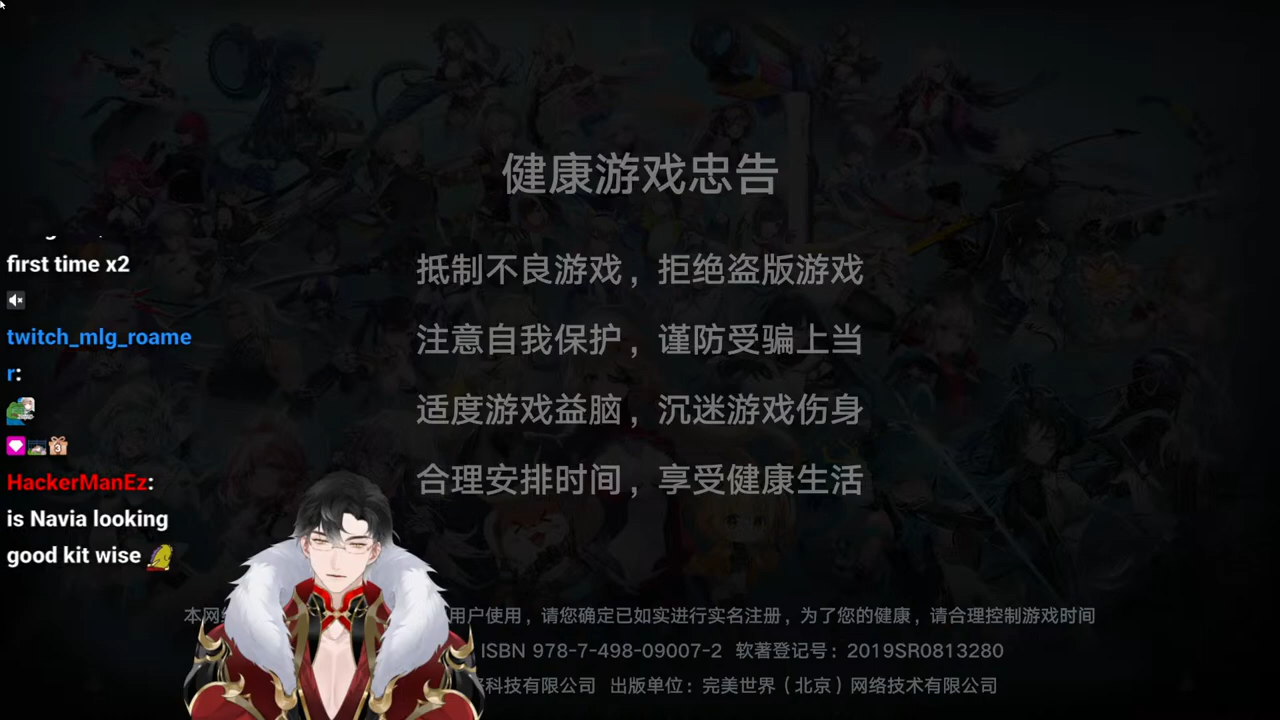 健康游戏忠告
抵制不良游戏，拒绝盗版游戏
注意自我保护，谨防受骗上当
适度游戏益脑，沉迷游戏伤身
合理安排时间，享受健康生活
first time x2
twitch_mlg_roame
r:
HackerManEz:
is Navia looking
good kit wise
本网 用户使用，请您确定已如实进行实名注册，为了您的健康，请合理控制游戏时间
ISBN 978-7-498-09007-2 软著登记号：2019SR0813280
科技有限公司 出版单位：完美世界（北京）网络技术有限公司